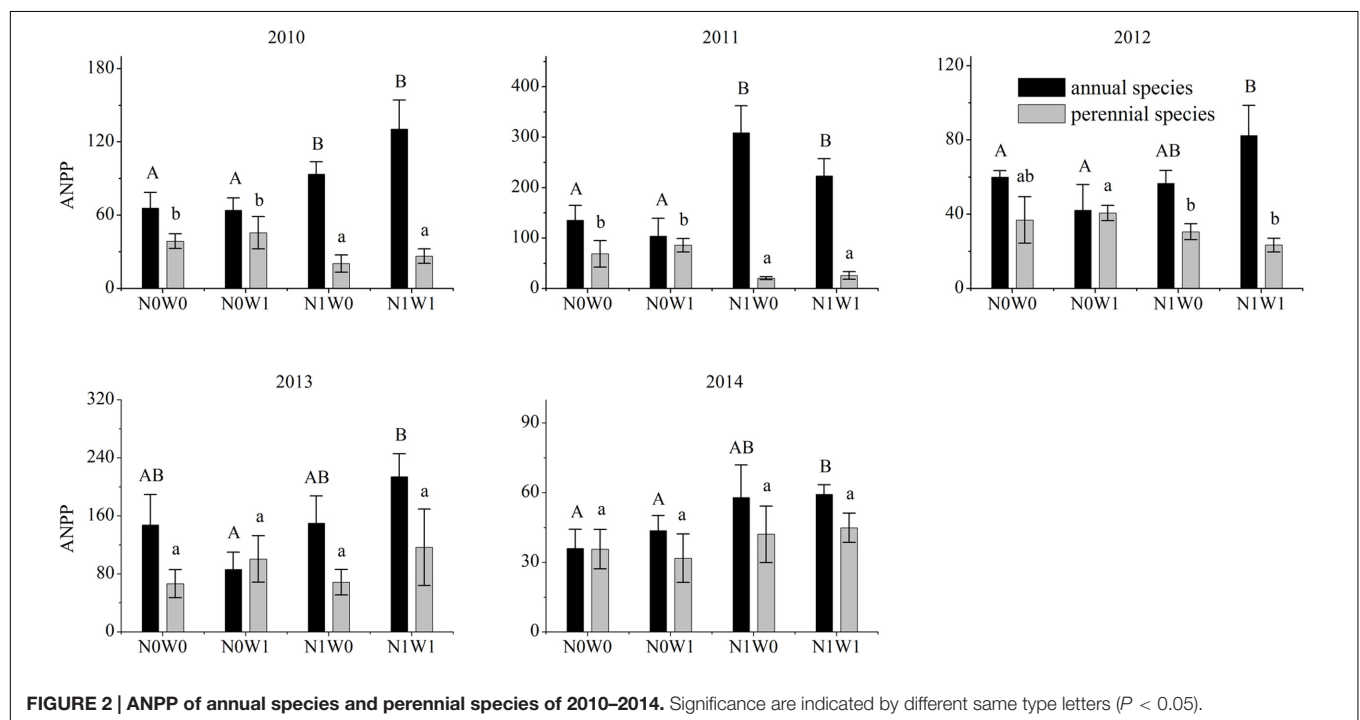 2010
180
120
60
0
ANPP
A
b
A
b
B
a
B
a
N0W0 N0W1 N1W0 N1W1
2011
400
300
200
100
0
A
b
A
b
B
a
B
a
N0W0 N0W1 N1W0 N1W1
2012
120
80
40
0
annual species
perennial species
A
ab
A
a
AB
b
B
b
N0W0 N0W1 N1W0 N1W1
2013
320
240
160
80
0
ANPP
AB
a
A
a
AB
a
B
a
N0W0 N0W1 N1W0 N1W1
2014
90
60
30
0
A
a
A
a
AB
a
B
a
N0W0 N0W1 N1W0 N1W1
FIGURE 2 | ANPP of annual species and perennial species of 2010–2014. Significance are indicated by different same type letters (P < 0.05).